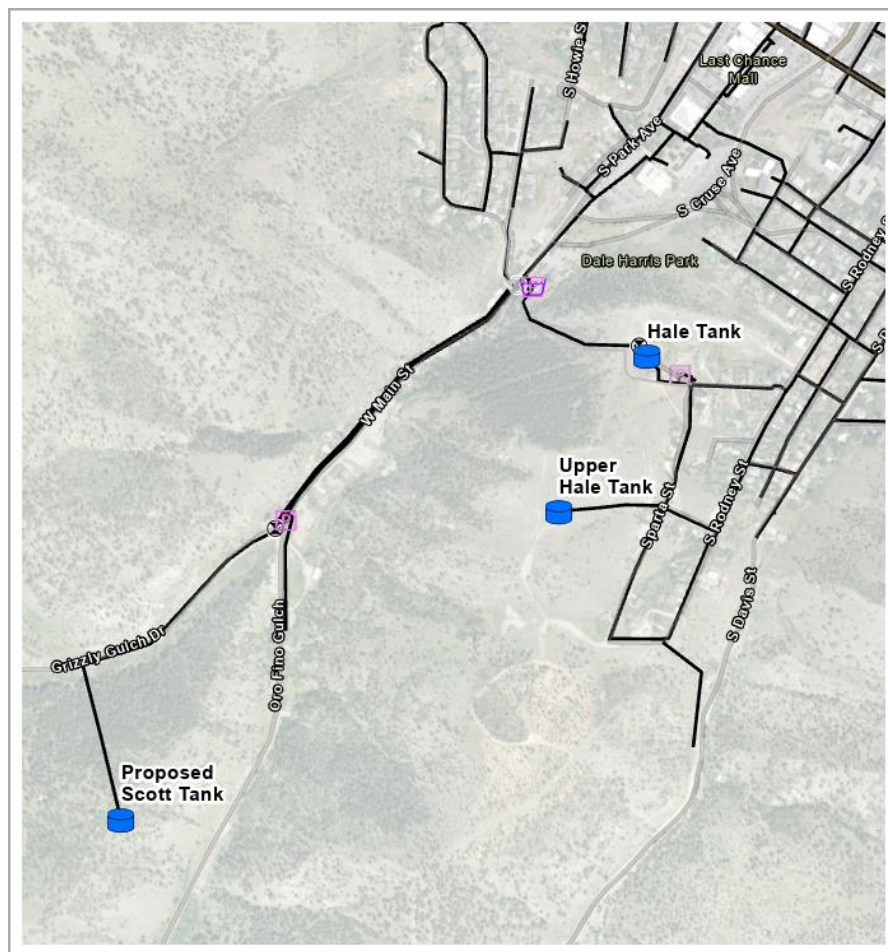 S Howie St
Last Chance
Mall
S Park Ave
S Cruse Ave
S Rodney S
Dale Harris Park
Hale Tank
W Main St
Upper
Hale Tank
Sparta St
S Rodney St
S Davis St
Grizzly Gulch Dr
Oro Fino Gulch
Proposed
Scott Tank